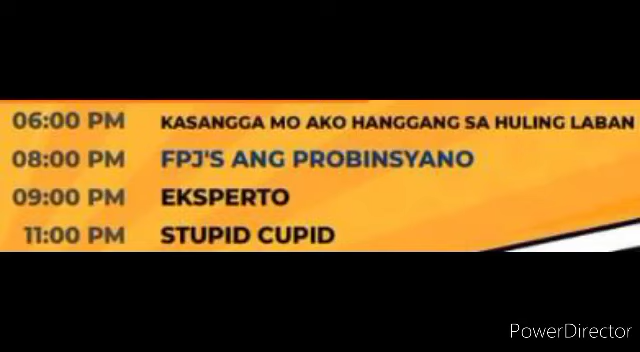 06:00 PM KASANGGA MO AKO HANGGANG SA HULING LABAN
08:00 PM FPJ'S ANG PROBINSYANO
09:00 PM EKSPERTO
11:00 PM STUPID CUPID
PowerDirector